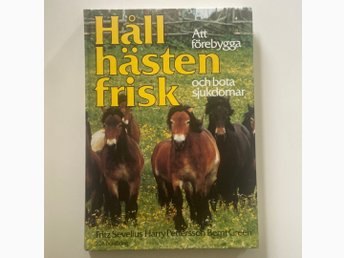 Håll
hästen
frisk
Att
förebygga
och bota
sjukdomar
Fritz Sevelius Harry Pettersson Bernt Green